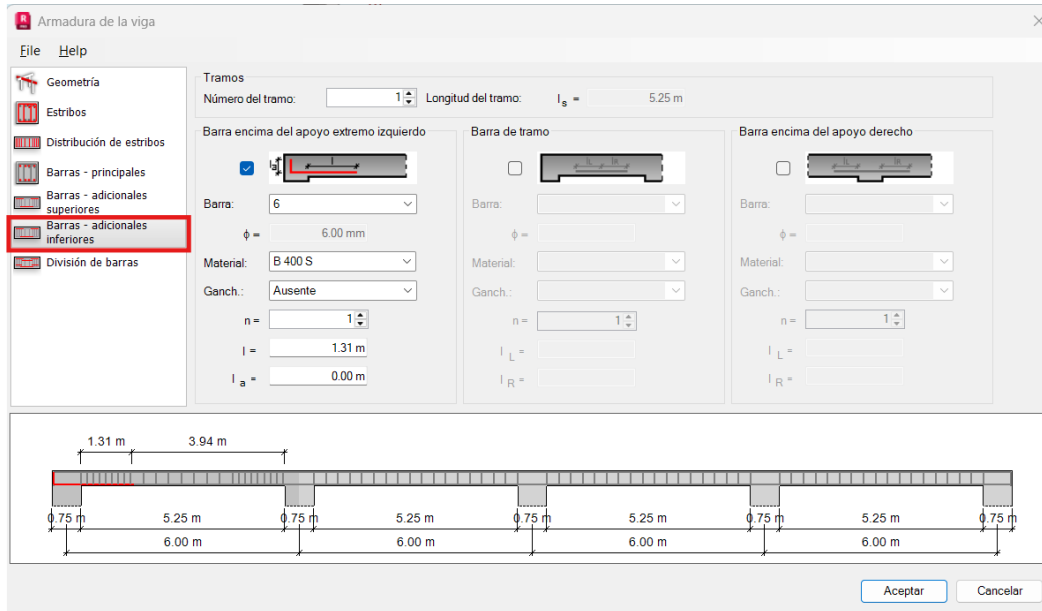 Armadura de la viga
File Help
Geometría
Estribos
Distribución de estribos
Barras - principales
Barras - adicionales
superiores
Barras - adicionales
inferiores
División de barras
Tramos
Número del tramo: 1 Longitud del tramo: l s = 5.25 m
Barra encima del apoyo extremo izquierdo
la l
Barra: 6
ϕ = 6.00 mm
Material: B 400 S
Ganch.: Ausente
n = 1
l = 1.31 m
l a = 0.00 m
Barra de tramo
lL lR
Barra:
ϕ =
Material:
Ganch.:
n = 1
l L =
l R =
Barra encima del apoyo derecho
lL lR
Barra:
ϕ =
Material:
Ganch.:
n = 1
l L =
l R =
1.31 m 3.94 m
0.75 m 5.25 m 0.75 m 5.25 m 0.75 m 5.25 m 0.75 m 5.25 m 0.75 m
6.00 m 6.00 m 6.00 m 6.00 m
Aceptar Cancelar